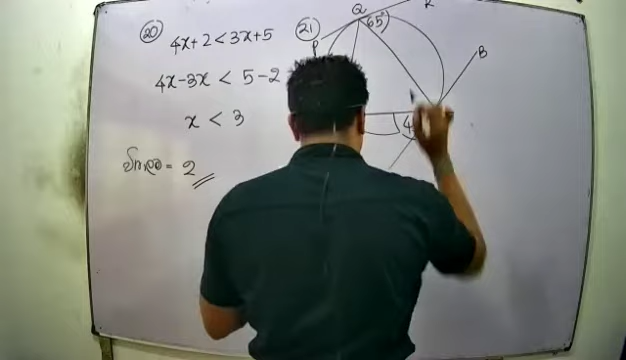 20
4x+2 < 3x+5
4x-3x < 5-2
x < 3
= 2
21
Q
R
65°
P
B
4